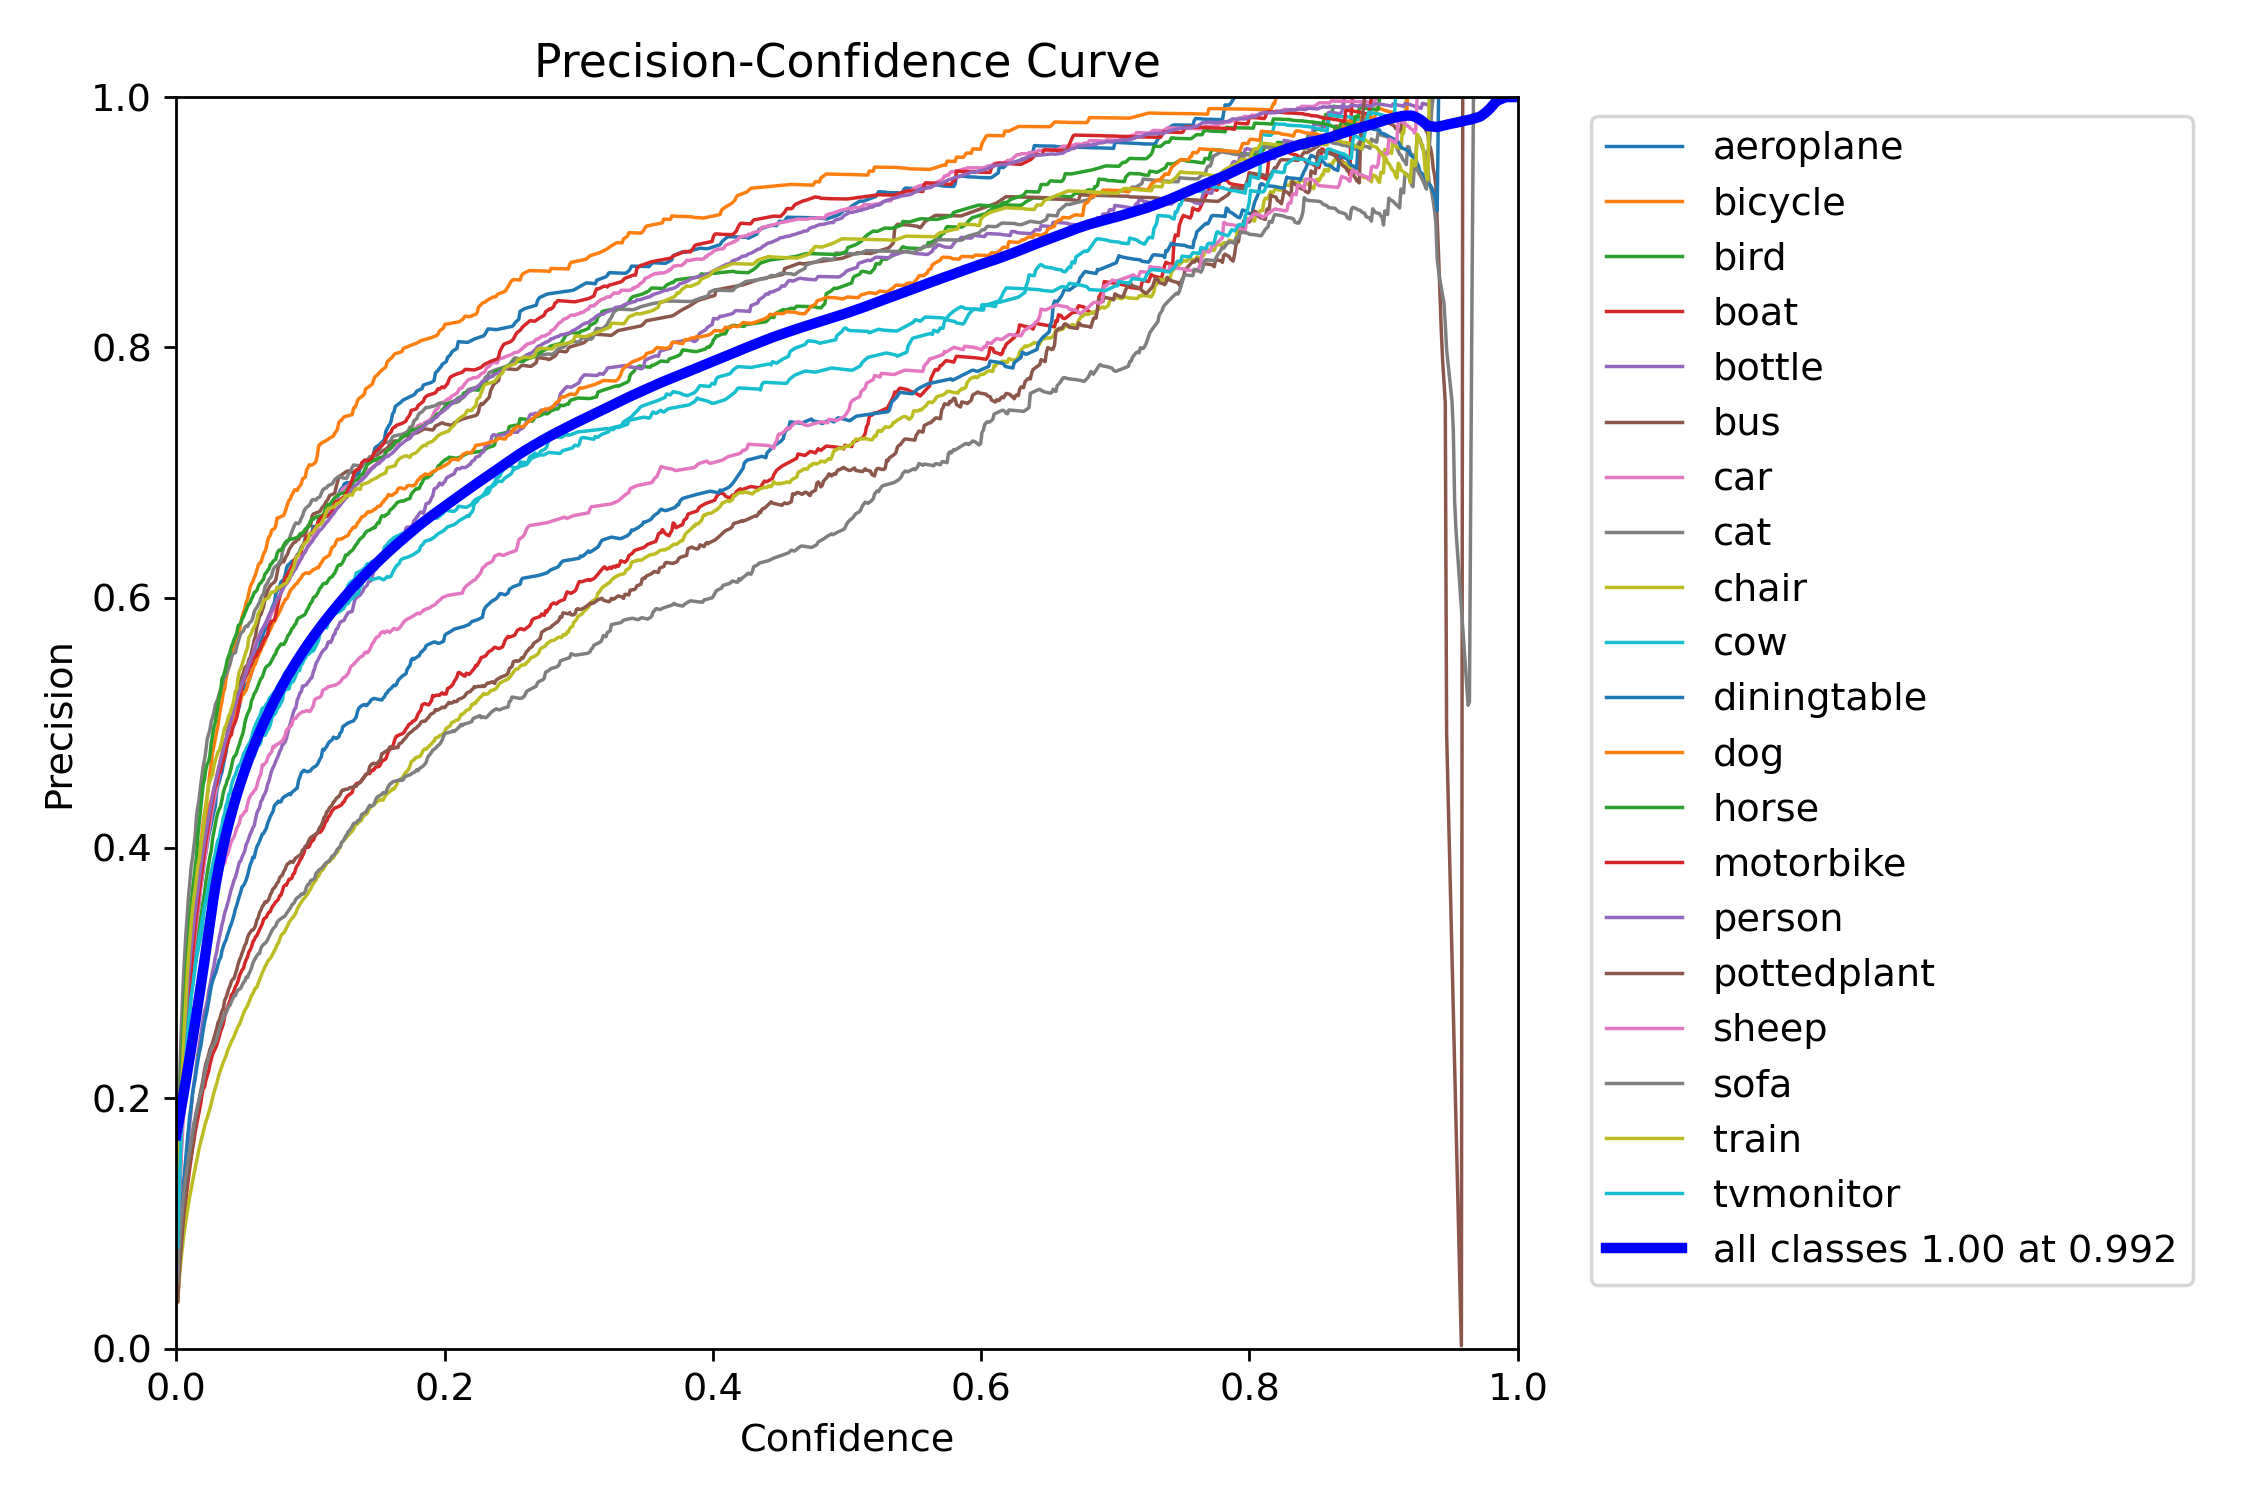 Precision-Confidence Curve
1.0
0.8
0.6
0.4
0.2
0.0
Precision
0.0 0.2 0.4 0.6 0.8 1.0
Confidence
aeroplane
bicycle
bird
boat
bottle
bus
car
cat
chair
cow
diningtable
dog
horse
motorbike
person
pottedplant
sheep
sofa
train
tvmonitor
all classes 1.00 at 0.992